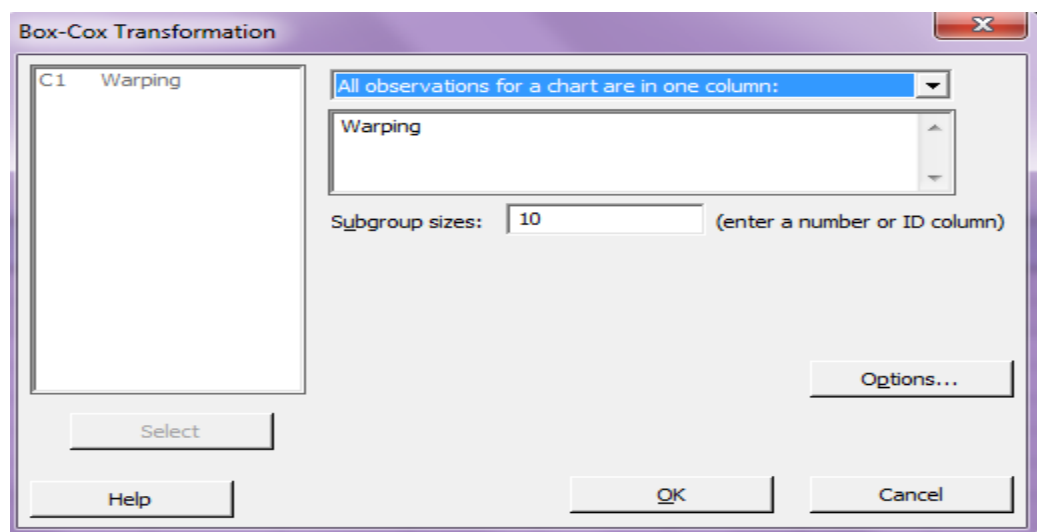 Box-Cox Transformation
x
C1 Warping
All observations for a chart are in one column:
Warping
Subgroup sizes: 10 (enter a number or ID column)
Options...
Select
Help OK Cancel